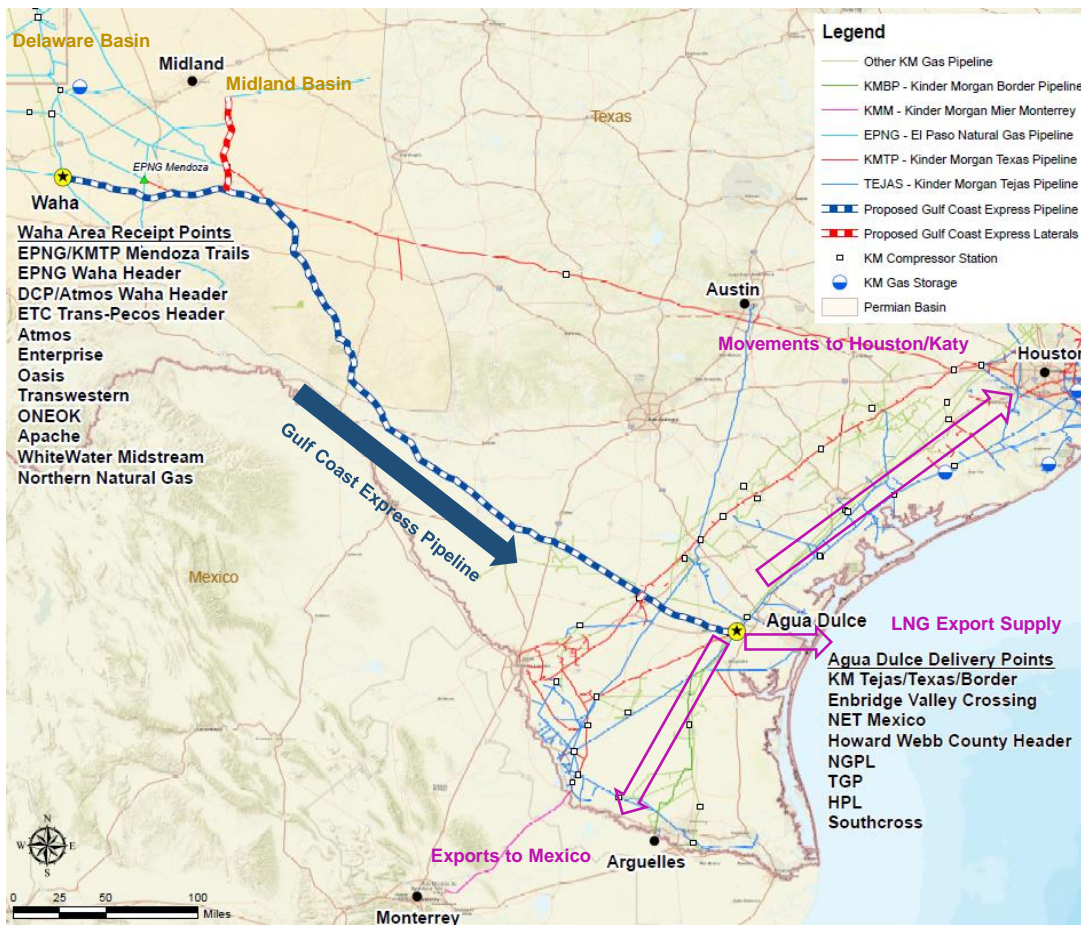 Delaware Basin
Midland
Midland Basin
Texas
EPNG Mendoza
Waha
Waha Area Receipt Points
EPNG/KMTP Mendoza Trails
EPNG Waha Header
DCP/Atmos Waha Header
ETC Trans-Pecos Header
Atmos
Enterprise
Oasis
Transwestern
ONEOK
Apache
WhiteWater Midstream
Northern Natural Gas
Legend
Other KM Gas Pipeline
KMBP - Kinder Morgan Border Pipeline
KMM - Kinder Morgan Mier Monterrey
EPNG - El Paso Natural Gas Pipeline
KMTP - Kinder Morgan Texas Pipeline
TEJAS - Kinder Morgan Tejas Pipeline
Proposed Gulf Coast Express Pipeline
Proposed Gulf Coast Express Laterals
KM Compressor Station
KM Gas Storage
Permian Basin
Austin
Movements to Houston/Katy
Houston
San Antonio
Gulf Coast Express Pipeline
Mexico
Agua Dulce
LNG Export Supply
Agua Dulce Delivery Points
KM Tejas/Texas/Border
Enbridge Valley Crossing
NET Mexico
Howard Webb County Header
NGPL
TGP
HPL
Southcross
Exports to Mexico
Arguelles
Monterrey
N
W E
S
0 25 50 100
Miles